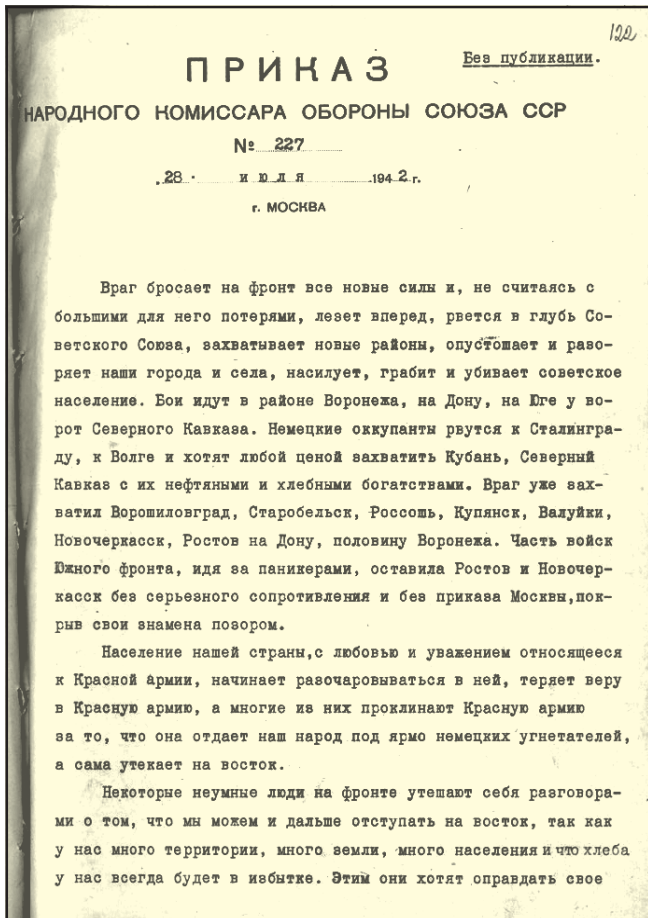 122
Без публикации.
ПРИКАЗ
НАРОДНОГО КОМИССАРА ОБОРОНЫ СОЮЗА ССР
№ 227
28 · июля 1942 г.
г. МОСКВА
Враг бросает на фронт все новые силы и, не считаясь с
большими для него потерями, лезет вперед, рвется в глубь Со-
ветского Союза, захватывает новые районы, опустошает и разо-
ряет наши города и села, насилует, грабит и убивает советское
население. Бои идут в районе Воронежа, на Дону, на Юге у во-
рот Северного Кавказа. Немецкие оккупанты рвутся к Сталингра-
ду, к Волге и хотят любой ценой захватить Кубань, Северный
Кавказ с их нефтяными и хлебными богатствами. Враг уже зах-
ватил Ворошиловград, Старобельск, Россошь, Купянск, Валуйки,
Новочеркасск, Ростов на Дону, половину Воронежа. Часть войск
Южного фронта, идя за паникерами, оставила Ростов и Новочер-
касск без серьезного сопротивления и без приказа Москвы,пок-
рыв свои знамена позором.
Население нашей страны,с любовью и уважением относящееся
к Красной армии, начинает разочаровываться в ней, теряет веру
в Красную армию, а многие из них проклинают Красную армию
за то, что она отдает наш народ под ярмо немецких угнетателей,
а сама утекает на восток.
Некоторые неумные люди на фронте утешают себя разговора-
ми о том, что мы можем и дальше отступать на восток, так как
у нас много территории, много земли, много населения и что хлеба
у нас всегда будет в избытке. Этим они хотят оправдать свое